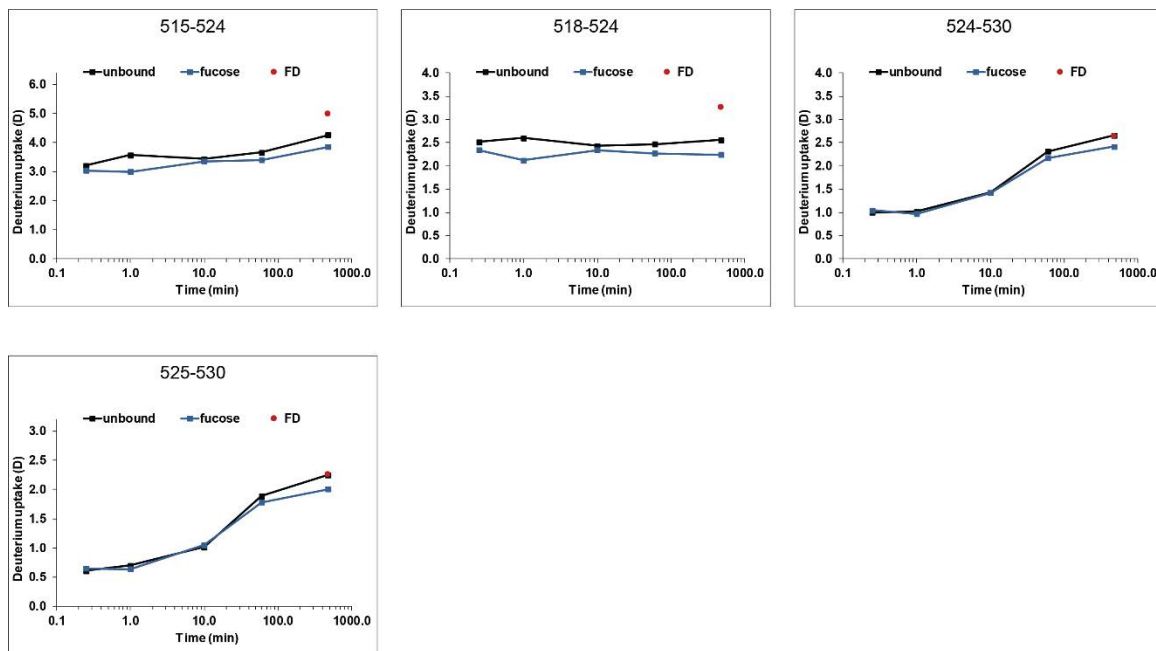 515-524
unbound fucose FD
Deuterium uptake (D)
6.0
5.0
4.0
3.0
2.0
1.0
0.0
0.1 1.0 10.0 100.0 1000.0
Time (min)
518-524
unbound fucose FD
Deuterium uptake (D)
4.0
3.5
3.0
2.5
2.0
1.5
1.0
0.5
0.0
0.1 1.0 10.0 100.0 1000.0
Time (min)
524-530
unbound fucose FD
Deuterium uptake (D)
4.0
3.5
3.0
2.5
2.0
1.5
1.0
0.5
0.0
0.1 1.0 10.0 100.0 1000.0
Time (min)
525-530
unbound fucose FD
Deuterium uptake (D)
3.0
2.5
2.0
1.5
1.0
0.5
0.0
0.1 1.0 10.0 100.0 1000.0
Time (min)